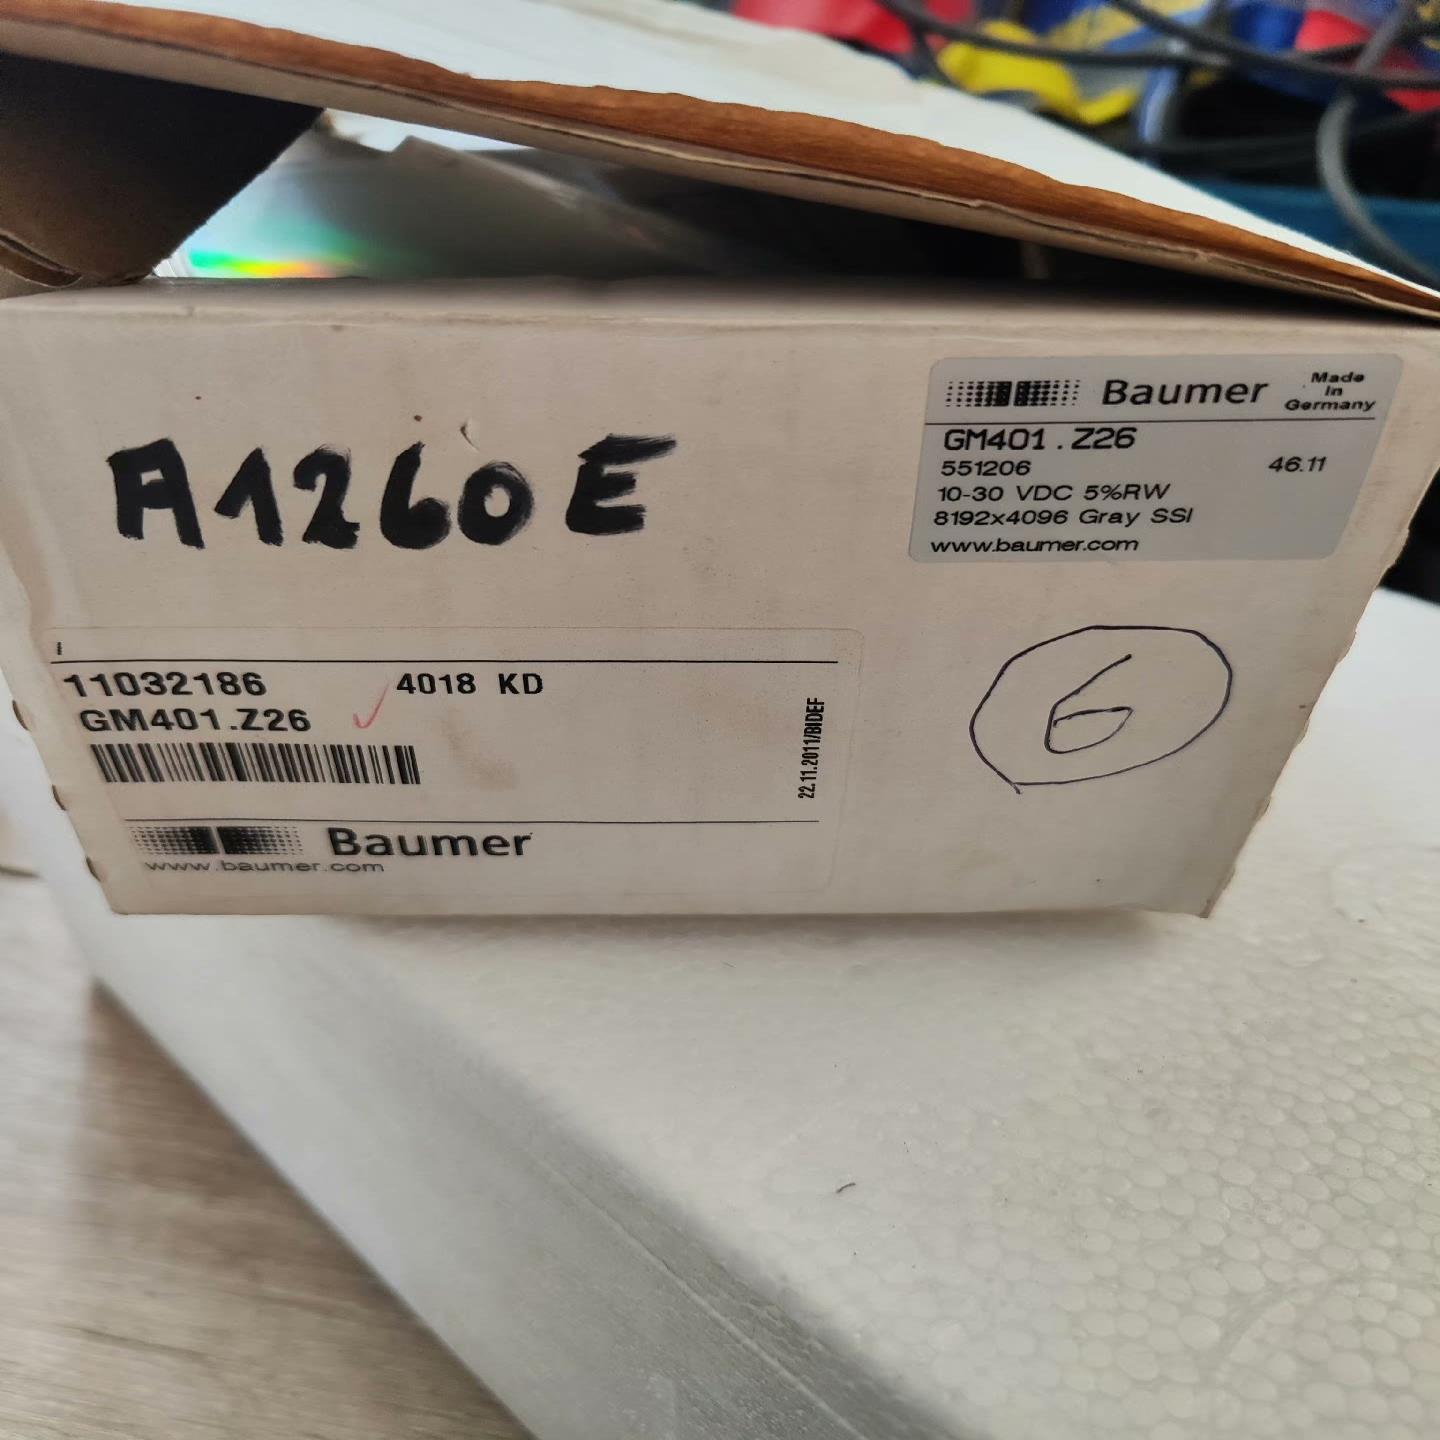 Baumer
Made
In
Germany
GM401.Z26
551206 46.11
10-30 VDC 5%RW
8192x4096 Gray SSI
www.baumer.com
A1260E
11032186 4018 KD
GM401.Z26
22.11.2011/BIDEF
Baumer
www.baumer.com
6